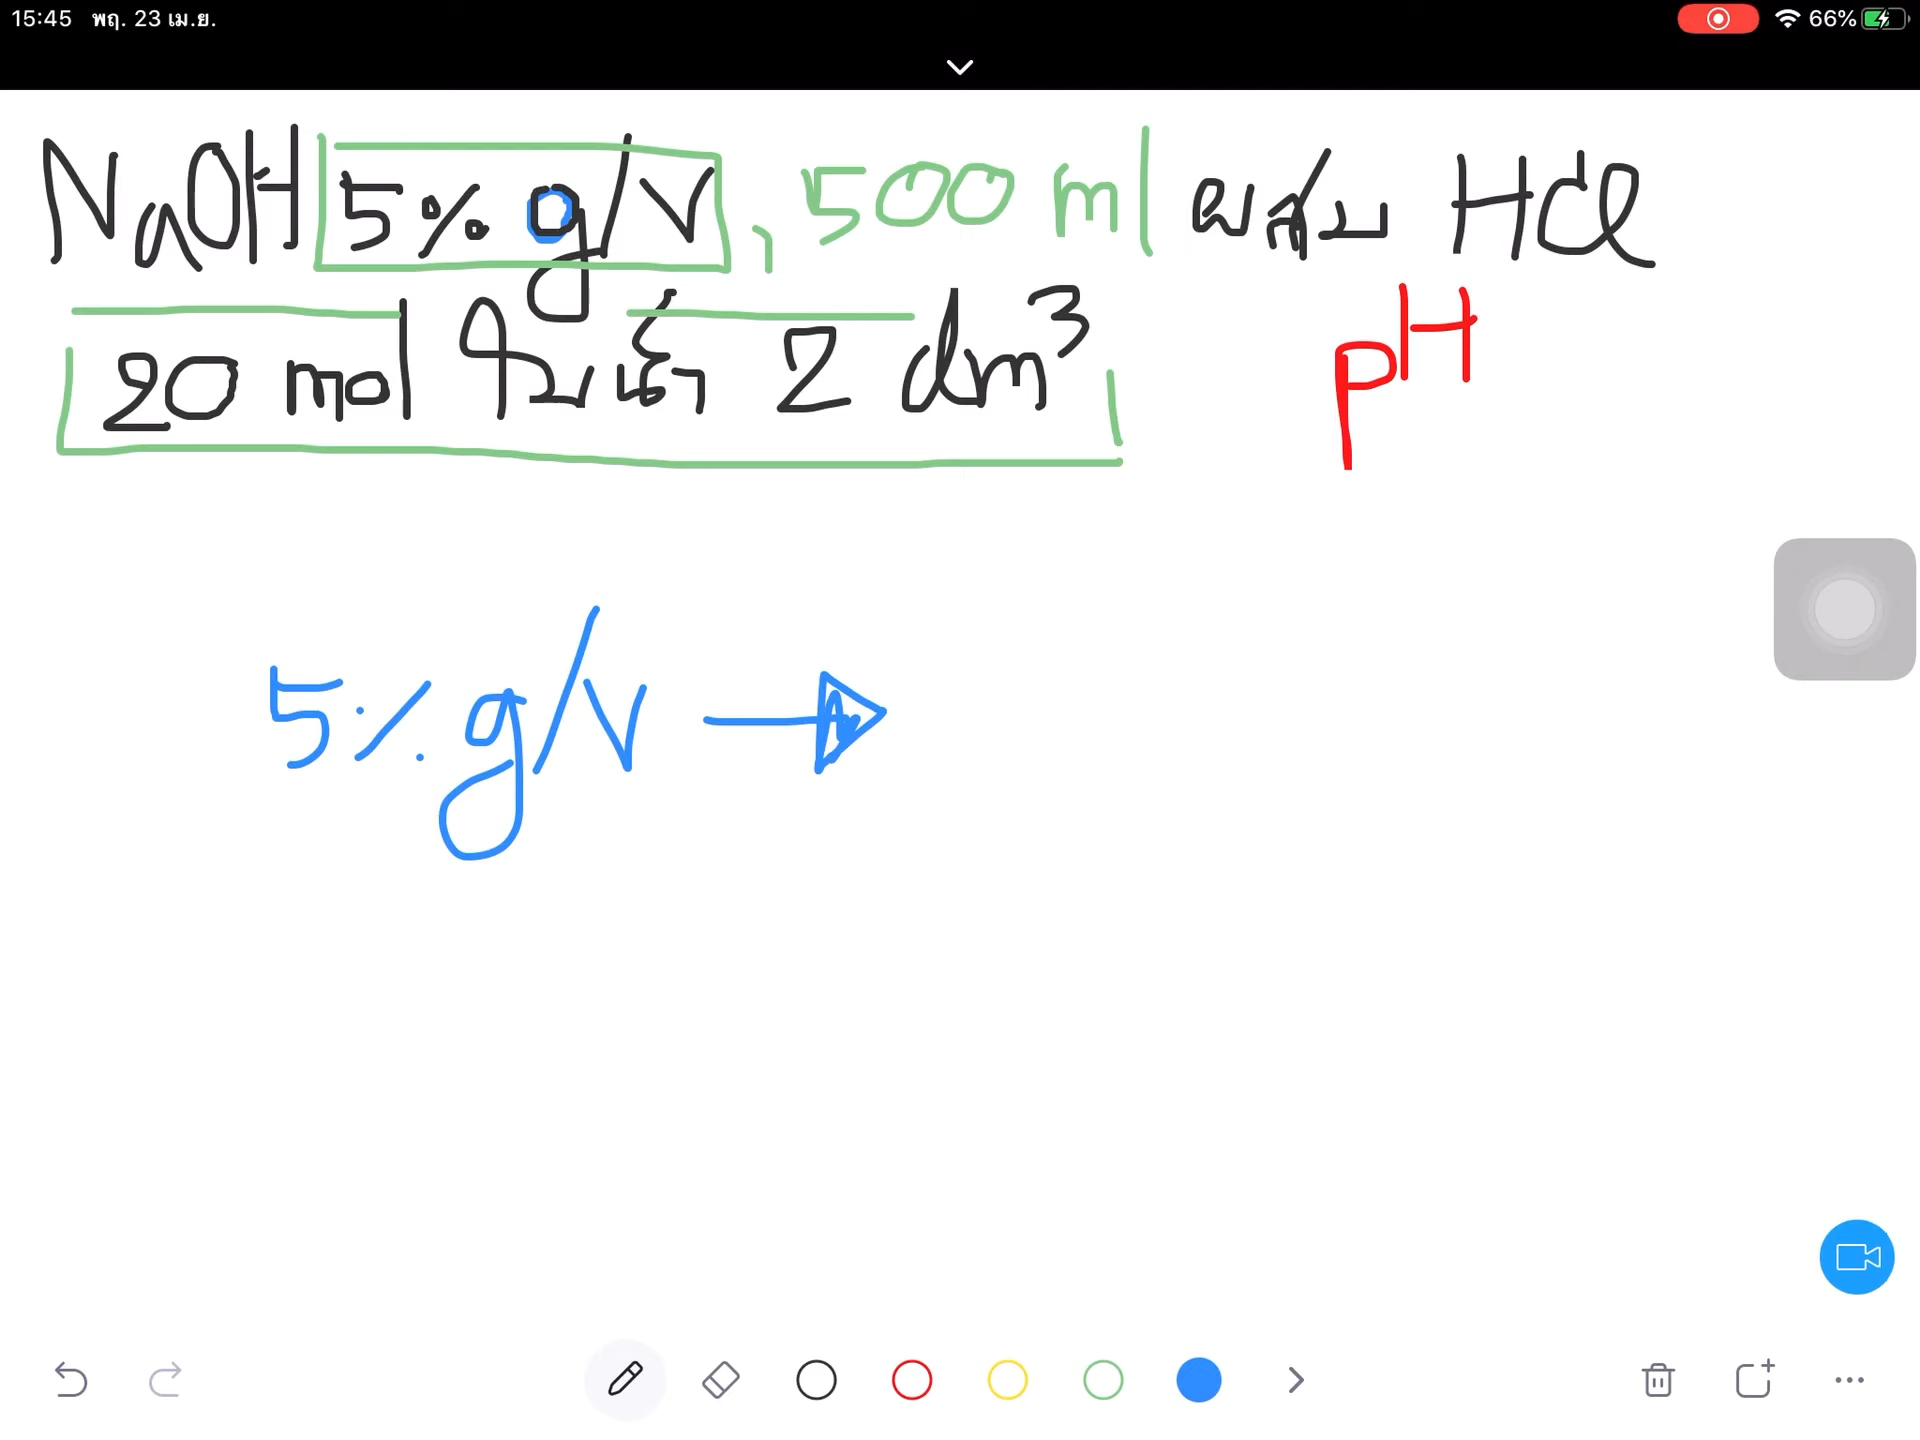 15:45 พฤ. 23 เม.ย. 66%
NaOH 5% g/V, 500 ml ผสม HCl
20 mol ในน้ำ 2 dm³ pH
5% g/V →